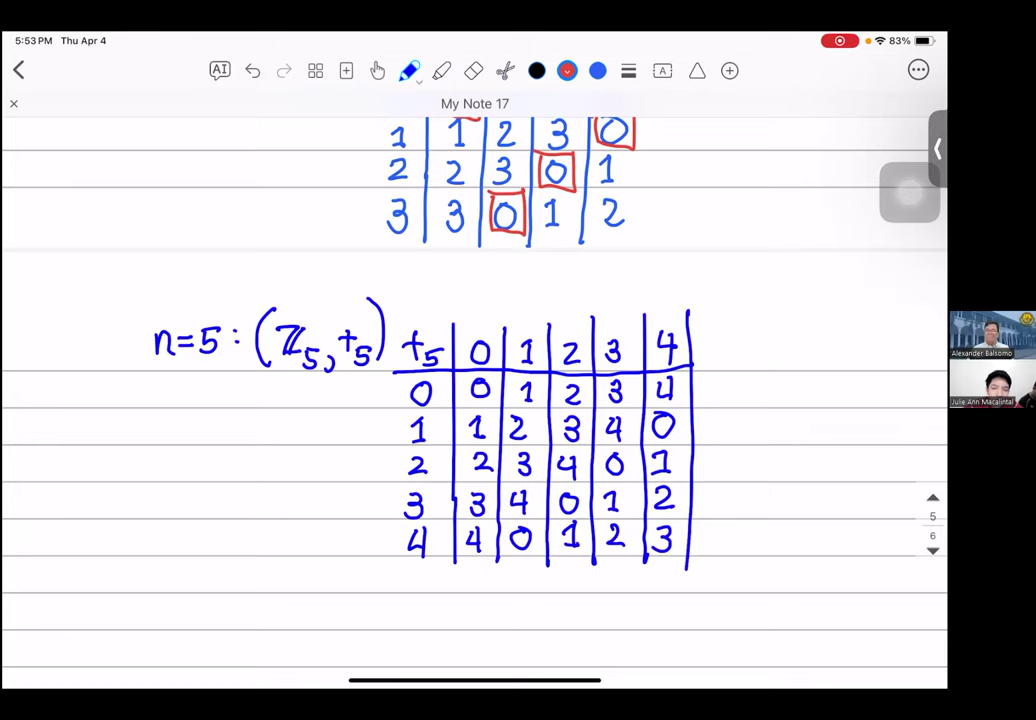 5:53 PM Thu Apr 4
83%
AI
A
My Note 17
1 1 2 3 0
2 2 3 0 1
3 3 0 1 2
n=5 : (ℤ₅, +₅)
+₅ 0 1 2 3 4
0 0 1 2 3 4
1 1 2 3 4 0
2 2 3 4 0 1
3 3 4 0 1 2
4 4 0 1 2 3
5
6
Alexander Balsomo
Julie Ann Macalintal